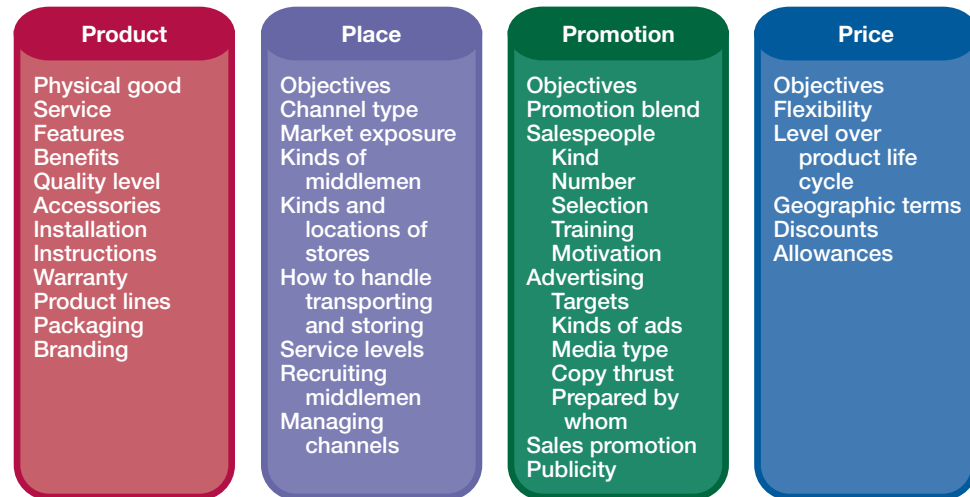 Product
Physical good
Service
Features
Benefits
Quality level
Accessories
Installation
Instructions
Warranty
Product lines
Packaging
Branding
Place
Objectives
Channel type
Market exposure
Kinds of
middlemen
Kinds and
locations of
stores
How to handle
transporting
and storing
Service levels
Recruiting
middlemen
Managing
channels
Promotion
Objectives
Promotion blend
Salespeople
Kind
Number
Selection
Training
Motivation
Advertising
Targets
Kinds of ads
Media type
Copy thrust
Prepared by
whom
Sales promotion
Publicity
Price
Objectives
Flexibility
Level over
product life
cycle
Geographic terms
Discounts
Allowances